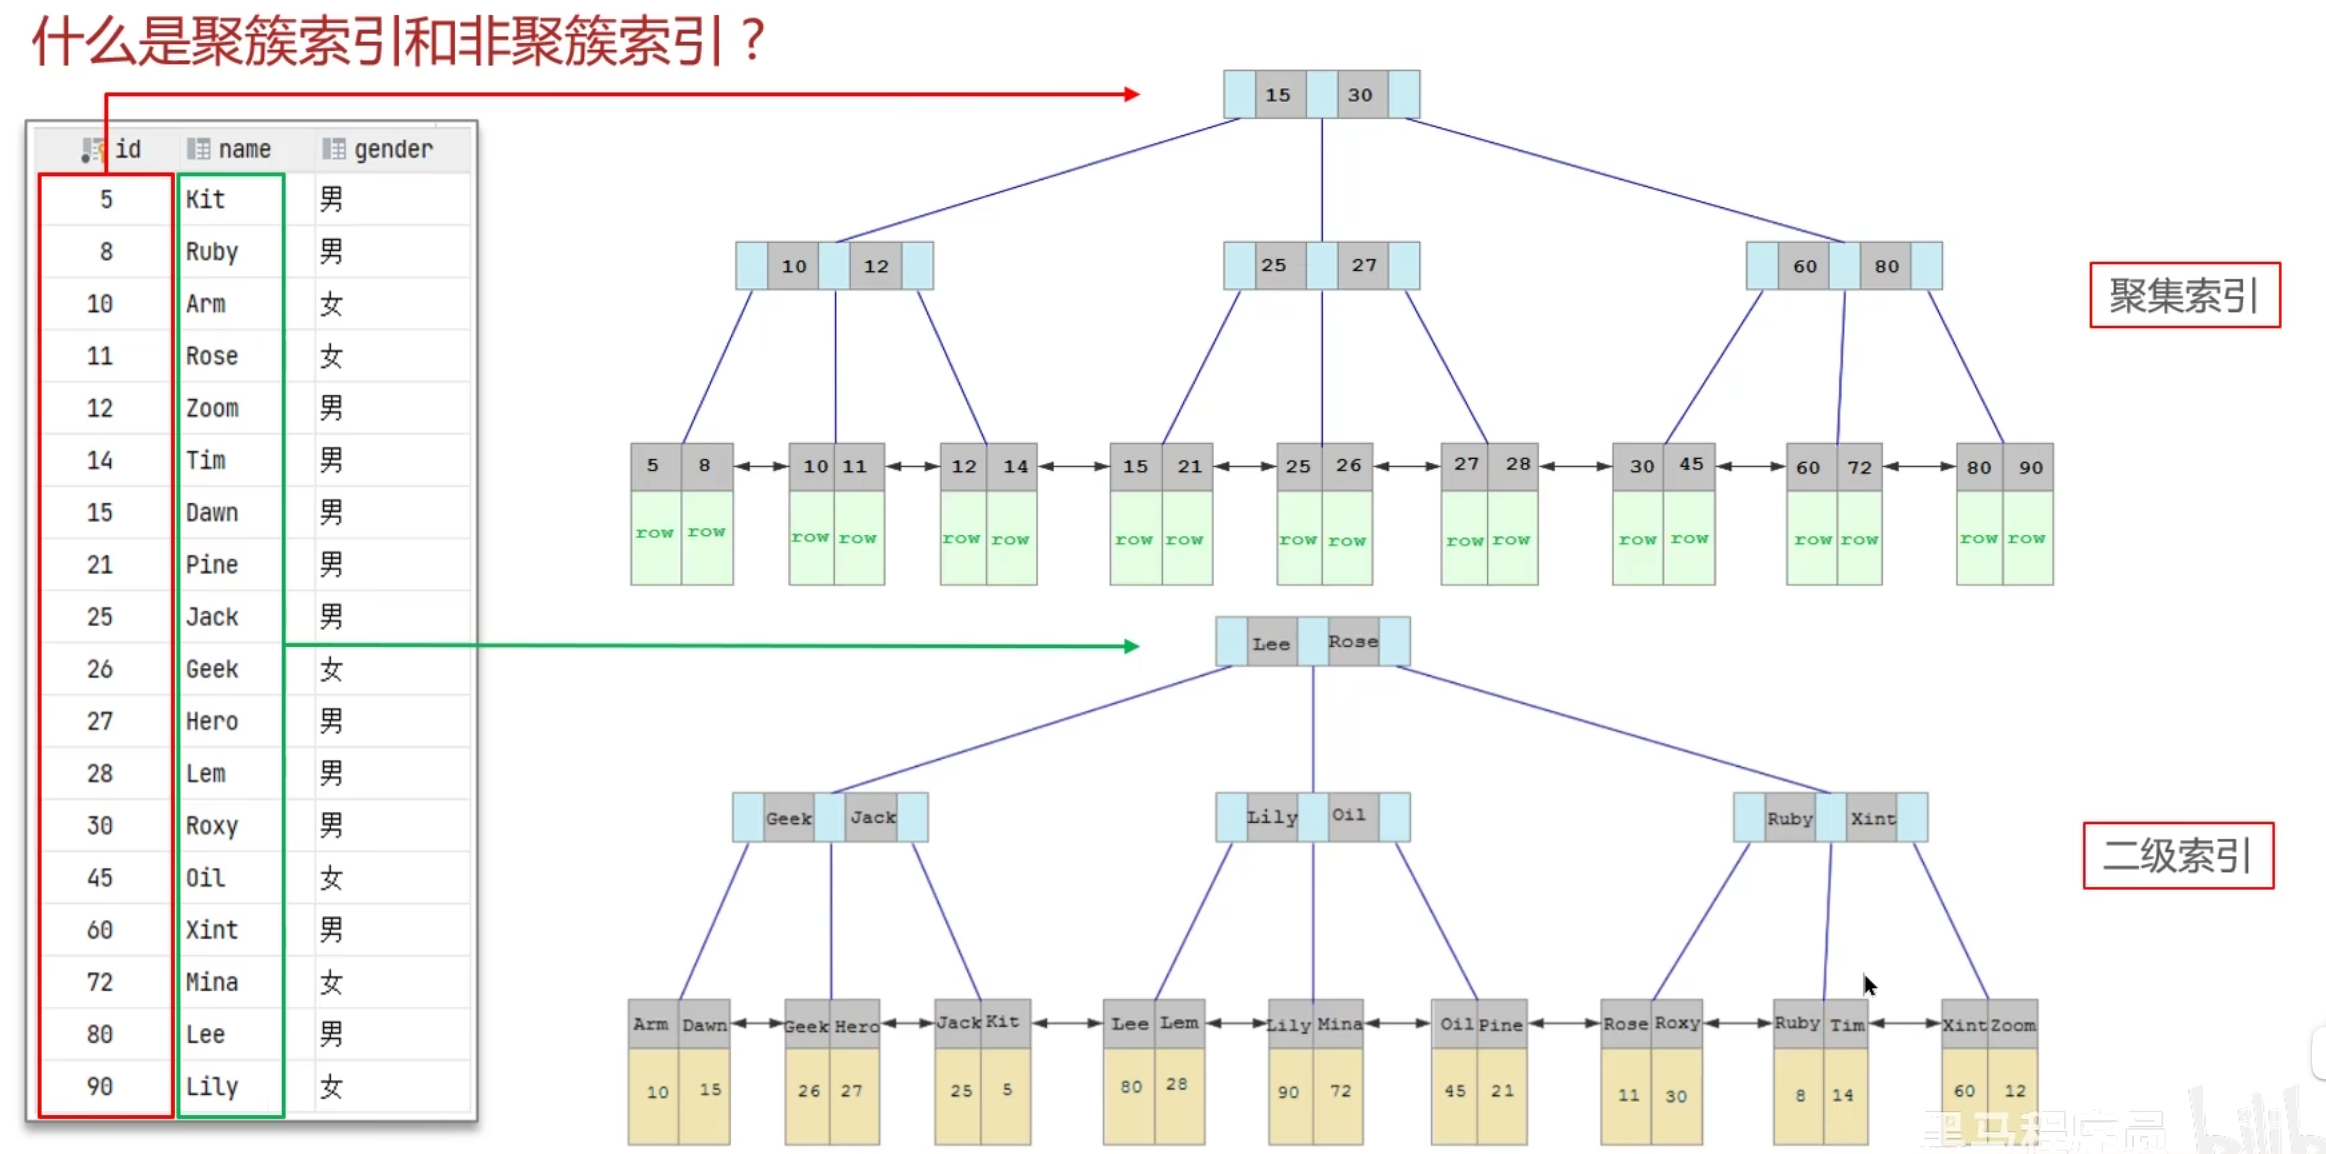 什么是聚簇索引和非聚簇索引？
id name gender
5 Kit 男
8 Ruby 男
10 Arm 女
11 Rose 女
12 Zoom 男
14 Tim 男
15 Dawn 男
21 Pine 男
25 Jack 男
26 Geek 女
27 Hero 男
28 Lem 男
30 Roxy 男
45 Oil 女
60 Xint 男
72 Mina 女
80 Lee 男
90 Lily 女
15 30
10 12 25 27 60 80
聚集索引
5 8 10 11 12 14 15 21 25 26 27 28 30 45 60 72 80 90
row row row row row row row row row row row row row row row row row row
Lee Rose
Geek Jack Lily Oil Ruby Xint
二级索引
Arm Dawn Geek Hero Jack Kit Lee Lem Lily Mina Oil Pine Rose Roxy Ruby Tim Xint Zoom
10 15 26 27 25 5 80 28 90 72 45 21 11 30 8 14 60 12
黑马程序员
bilibili